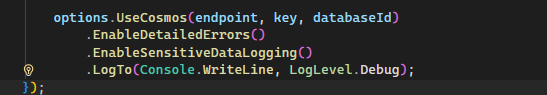 options.UseCosmos(endpoint, key, databaseId)
.EnableDetailedErrors()
.EnableSensitiveDataLogging()
.LogTo(Console.WriteLine, LogLevel.Debug);
});